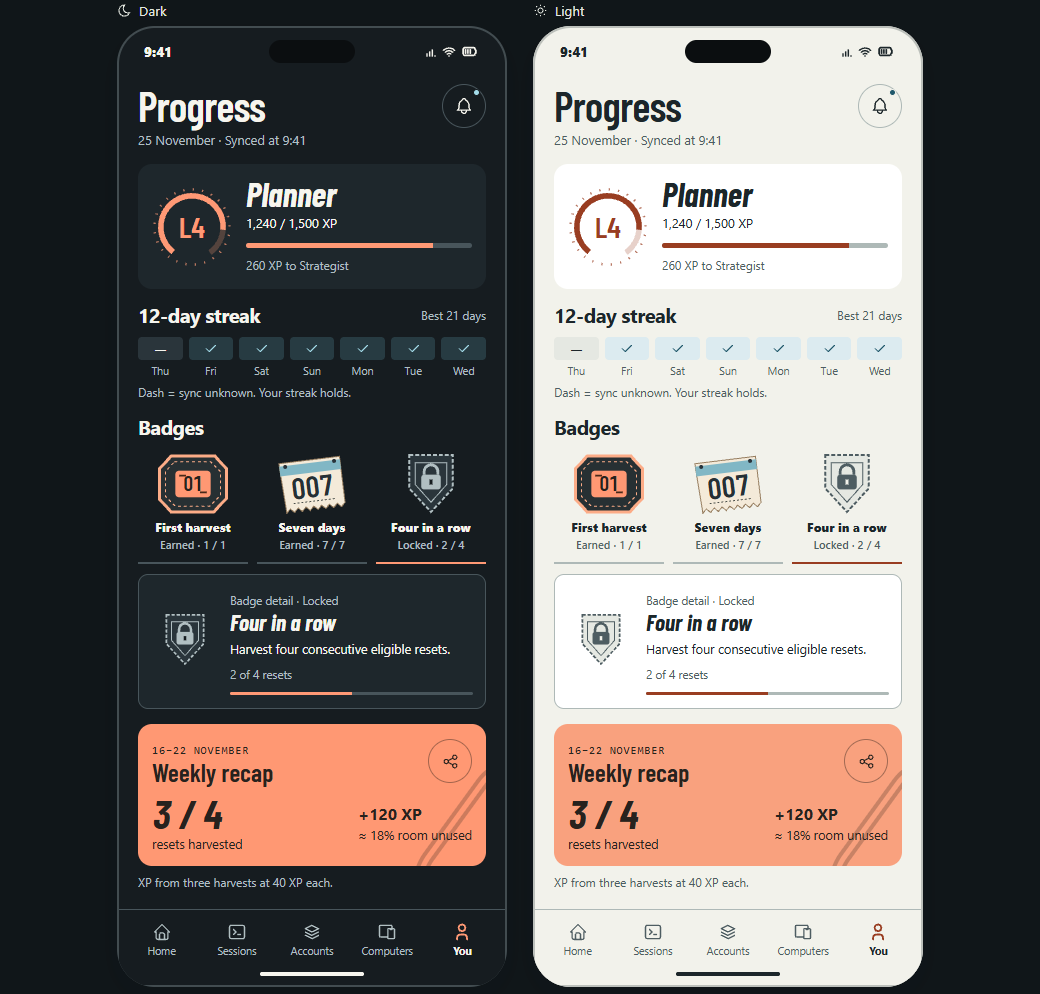 Dark
9:41
Progress
25 November · Synced at 9:41
L4
Planner
1,240 / 1,500 XP
260 XP to Strategist
12-day streak
Best 21 days
—
Thu Fri Sat Sun Mon Tue Wed
Dash = sync unknown. Your streak holds.
Badges
01
007
First harvest
Earned · 1 / 1
Seven days
Earned · 7 / 7
Four in a row
Locked · 2 / 4
Badge detail · Locked
Four in a row
Harvest four consecutive eligible resets.
2 of 4 resets
16–22 NOVEMBER
Weekly recap
3 / 4
resets harvested
+120 XP
≈ 18% room unused
XP from three harvests at 40 XP each.
Home Sessions Accounts Computers You
Light
9:41
Progress
25 November · Synced at 9:41
L4
Planner
1,240 / 1,500 XP
260 XP to Strategist
12-day streak
Best 21 days
—
Thu Fri Sat Sun Mon Tue Wed
Dash = sync unknown. Your streak holds.
Badges
01
007
First harvest
Earned · 1 / 1
Seven days
Earned · 7 / 7
Four in a row
Locked · 2 / 4
Badge detail · Locked
Four in a row
Harvest four consecutive eligible resets.
2 of 4 resets
16–22 NOVEMBER
Weekly recap
3 / 4
resets harvested
+120 XP
≈ 18% room unused
XP from three harvests at 40 XP each.
Home Sessions Accounts Computers You